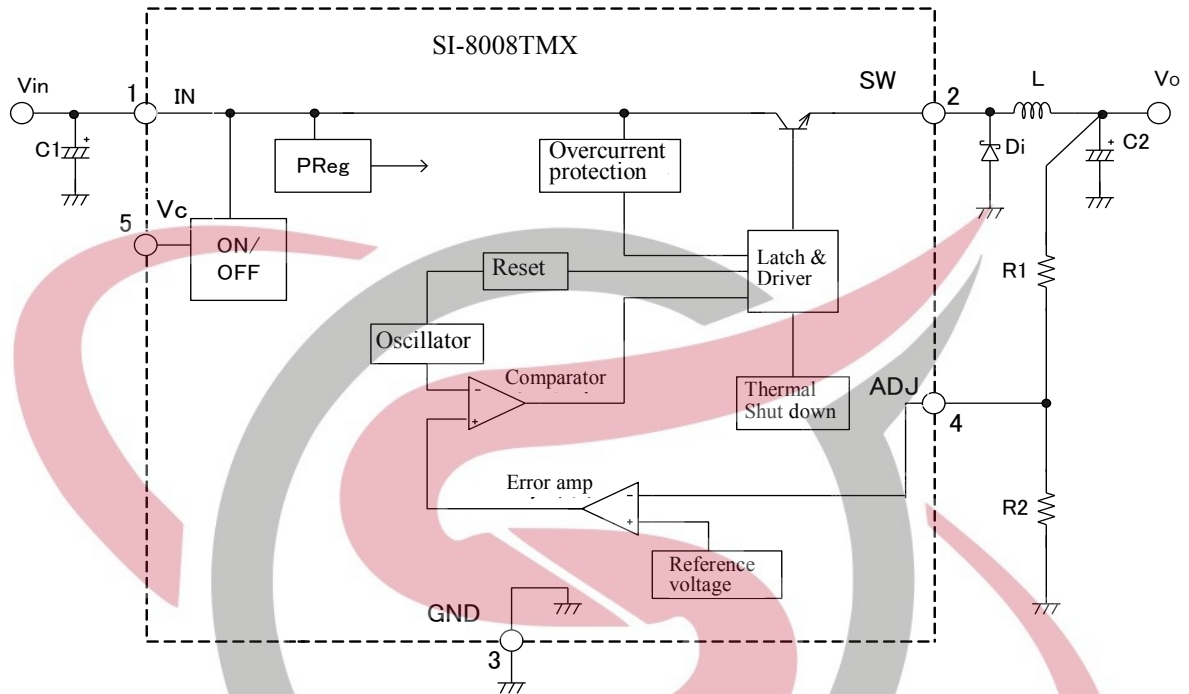 SI-8008TMX
Vin
1
IN
SW
2
L
Vo
C1
+
PReg
Overcurrent
protection
Di
+
C2
5
Vc
ON/
OFF
Reset
Latch &
Driver
R1
Oscillator
Comparator
-
+
Thermal
Shut down
ADJ
4
Error amp
-
+
R2
Reference
voltage
GND
3